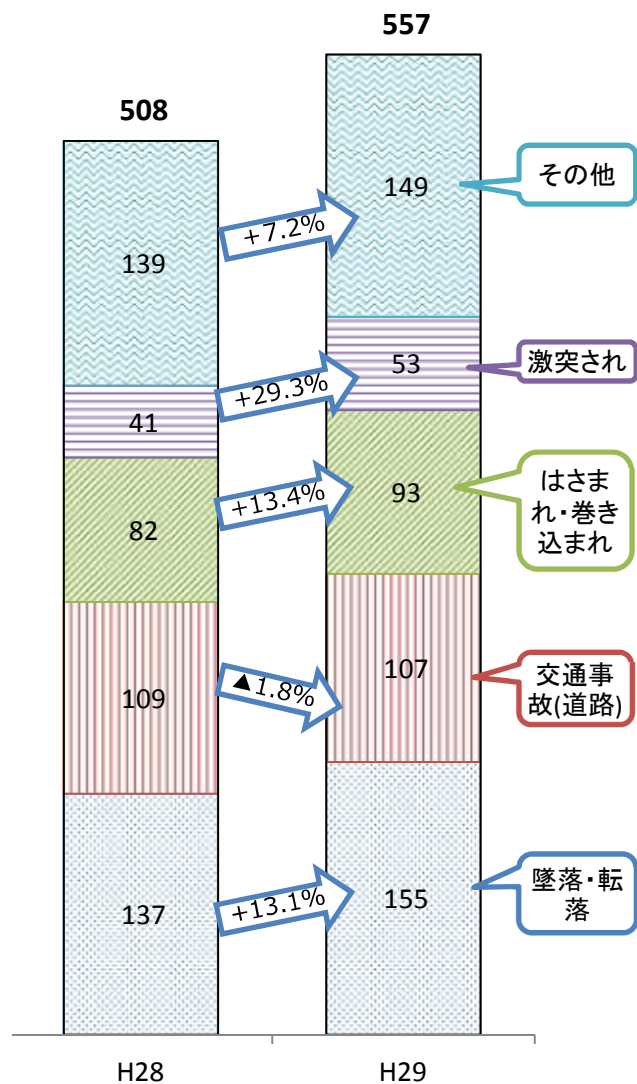 557
508
その他
149
+7.2%
139
激突され
53
+29.3%
41
はさま
れ・巻き
込まれ
93
+13.4%
82
交通事
故(道路)
107
▲1.8%
109
墜落・転
落
155
+13.1%
137
H28
H29